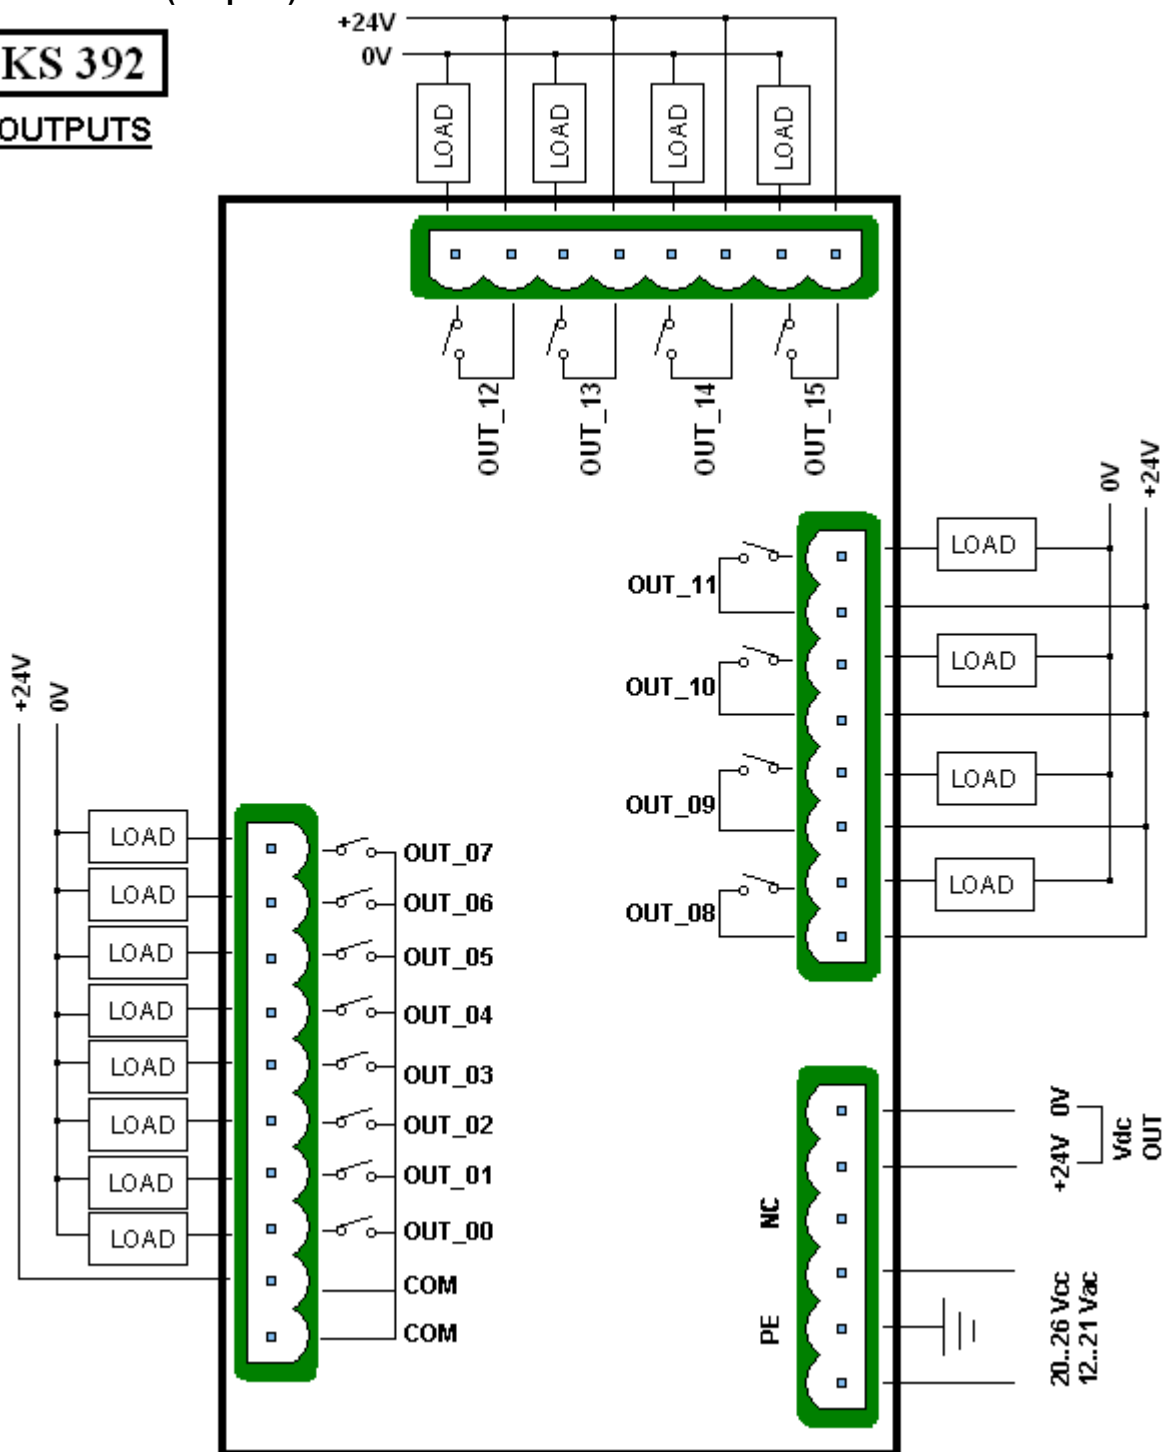 +24V
0V
KS 392
OUTPUTS
LOAD
LOAD
LOAD
LOAD
OUT_12
OUT_13
OUT_14
OUT_15
0V
+24V
OUT_11
LOAD
OUT_10
LOAD
OUT_09
LOAD
OUT_08
LOAD
+24V
0V
LOAD
OUT_07
LOAD
OUT_06
LOAD
OUT_05
LOAD
OUT_04
LOAD
OUT_03
LOAD
OUT_02
LOAD
OUT_01
LOAD
OUT_00
COM
COM
0V
+24V
Vdc
OUT
NC
PE
20..26 Vcc
12..21 Vac